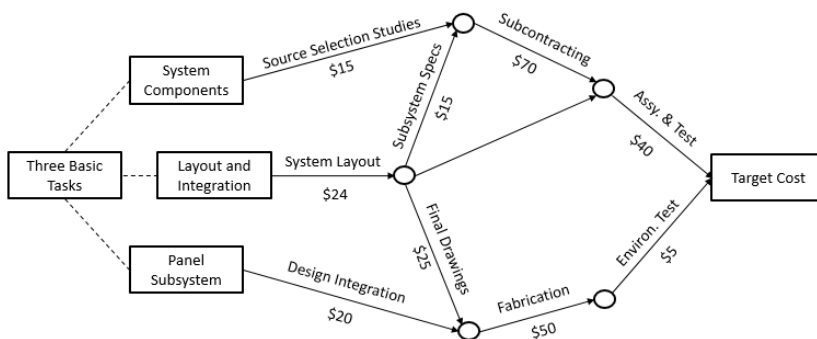 Three Basic
Tasks
System
Components
Source Selection Studies
$15
Subcontracting
$70
Subsystem Specs
$15
Assy. & Test
$40
Layout and
Integration
System Layout
$24
Target Cost
Final Drawings
$25
Environ. Test
$5
Panel
Subsystem
Design Integration
$20
Fabrication
$50